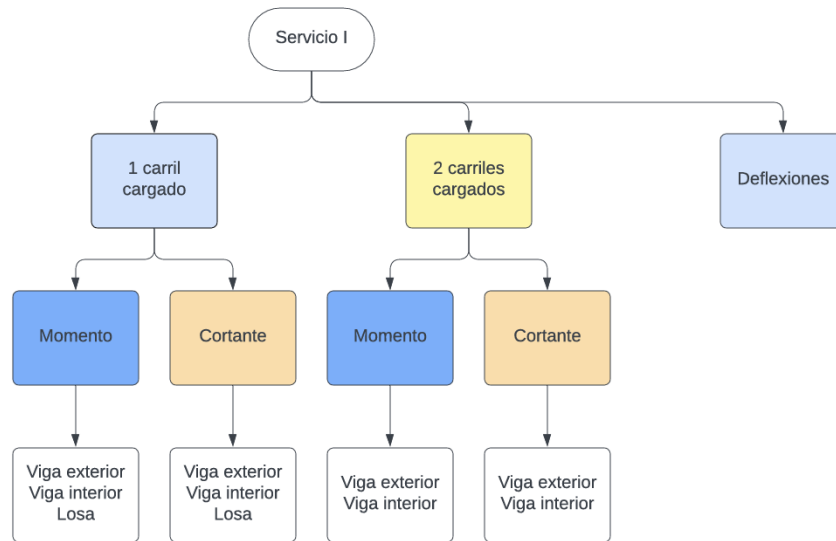 Servicio I
1 carril
cargado
2 carriles
cargados
Deflexiones
Momento
Cortante
Momento
Cortante
Viga exterior
Viga interior
Losa
Viga exterior
Viga interior
Losa
Viga exterior
Viga interior
Viga exterior
Viga interior